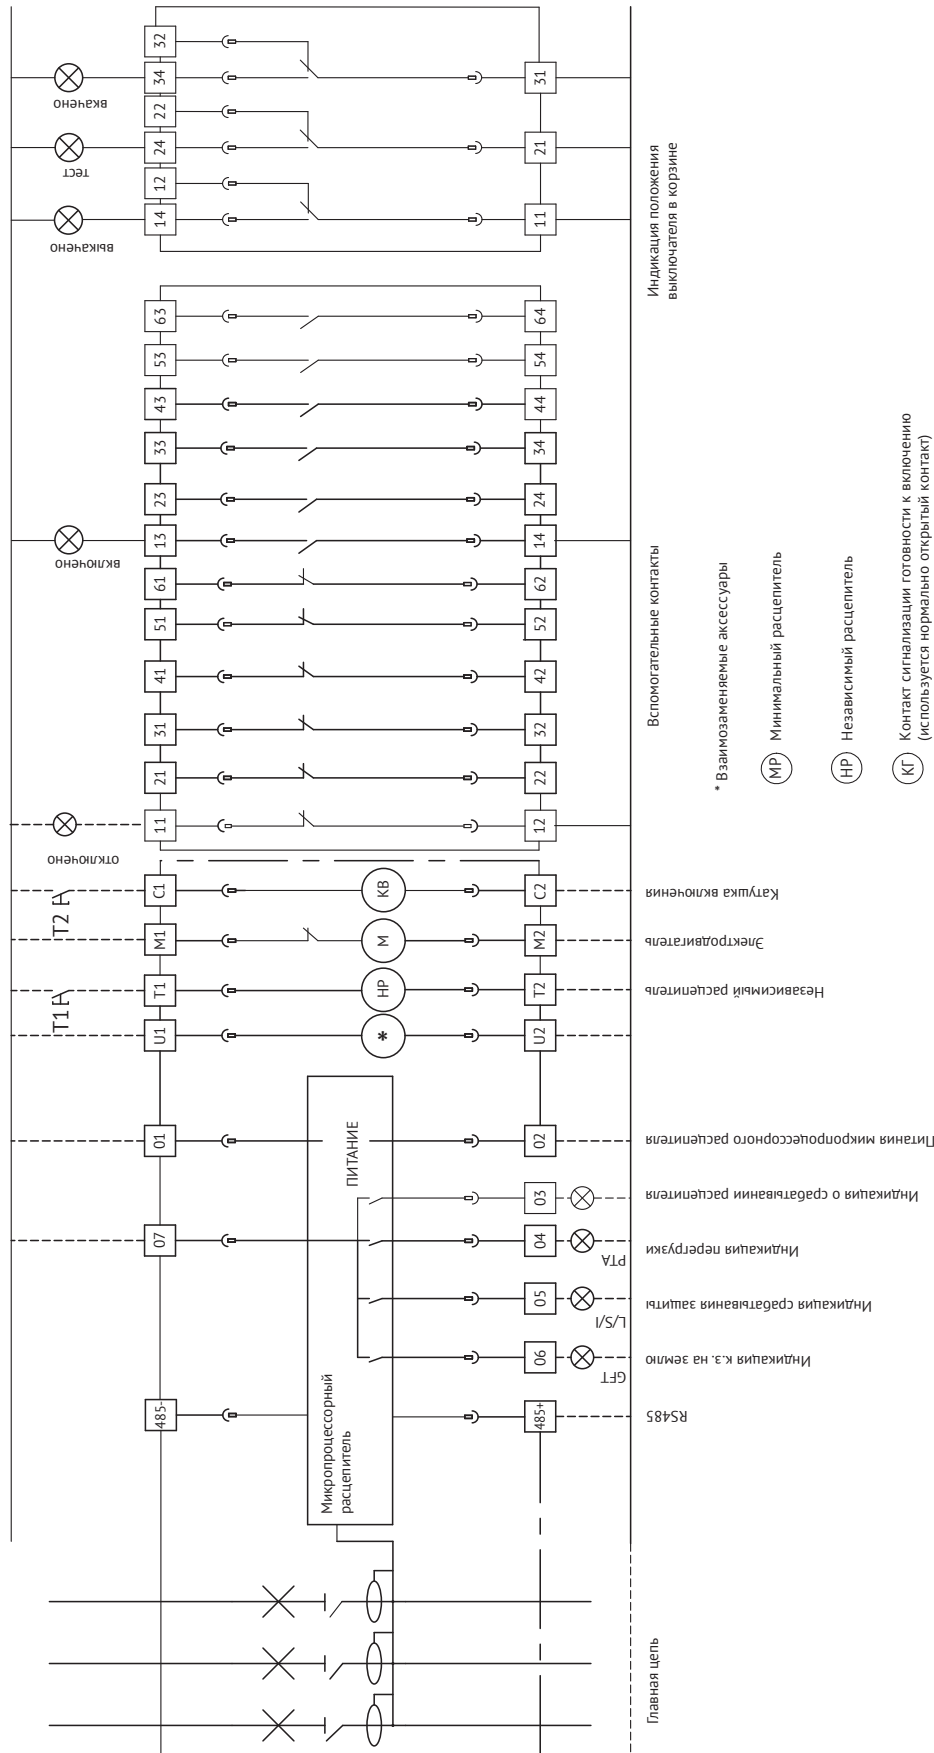 32
34
22
24
12
14
31
21
11
вкачено
тест
выкачено
Индикация положения
выключателя в корзине
63
53
43
33
23
13
61
51
41
31
21
11
64
54
44
34
24
14
62
52
42
32
22
12
включено
отключено
Вспомогательные контакты
* Взаимозаменяемые аксессуары
МР Минимальный расцепитель
НР Независимый расцепитель
КГ Контакт сигнализации готовности к включению
(используется нормально открытый контакт)
T2
C1
КВ
C2
Катушка включения
M1
М
M2
Электродвигатель
T1
T1
НР
T2
Независимый расцепитель
U1
*
U2
01
ПИТАНИЕ
02
Питания микропроцессорного расцепителя
03
Индикация о срабатывании расцепителя
07
04
PTA
Индикация перегрузки
05
L/S/I
Индикация срабатывания защиты
06
GFT
Индикация к.з. на землю
485-
485+
RS485
Микропроцессорный
расцепитель
Главная цепь